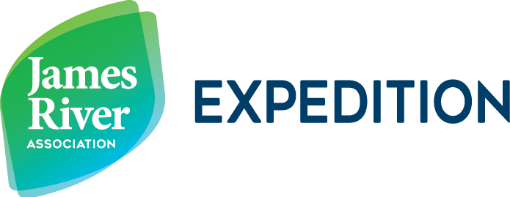 James
River
ASSOCIATION
EXPEDITION